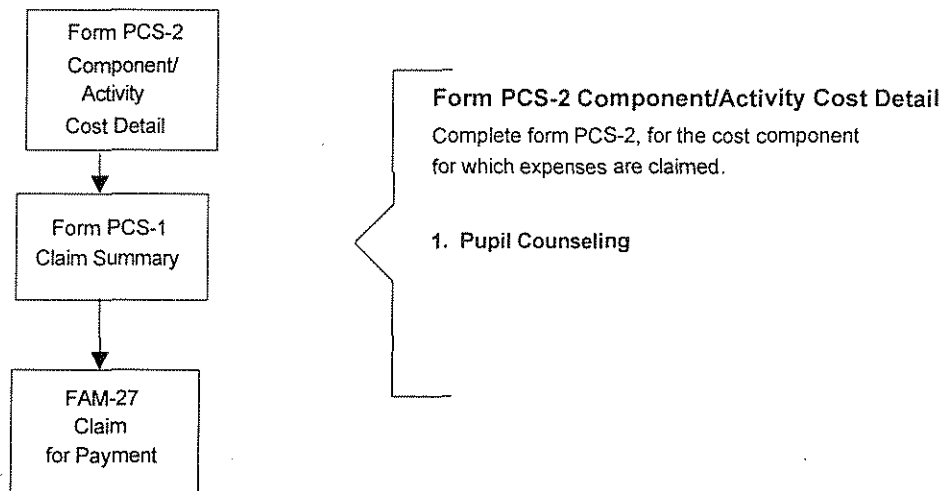 Form PCS-2
Component/
Activity
Cost Detail
Form PCS-1
Claim Summary
FAM-27
Claim
for Payment
Form PCS-2 Component/Activity Cost Detail
Complete form PCS-2, for the cost component
for which expenses are claimed.
1. Pupil Counseling